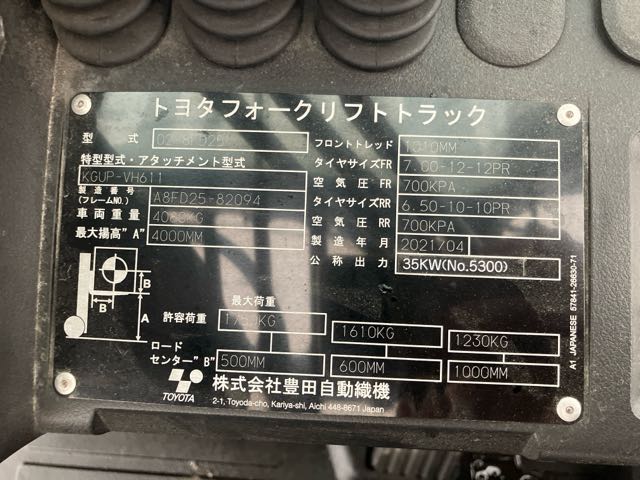 トヨタフォークリフトトラック
型式
特型型式・アタッチメント型式
KGUP-VH611
製造番号 (フレームNO.) A8FD25-82094
車両重量
最大揚高"A" 4000MM
フロントトレッド 1010MM
タイヤサイズFR 7.00-12-12PR
空気圧 FR 700KPA
タイヤサイズRR 6.50-10-10PR
空気圧 RR 700KPA
製造年月 2021/04
公称出力 35KW(No.5300)
B
B
A
最大荷重
許容荷重 1610KG 1230KG
ロード
センター"B" 500MM 600MM 1000MM
TOYOTA 株式会社豊田自動織機
2-1, Toyoda-cho, Kariya-shi, Aichi 448-8671 Japan
A1 JAPANESE 57841-26630-71